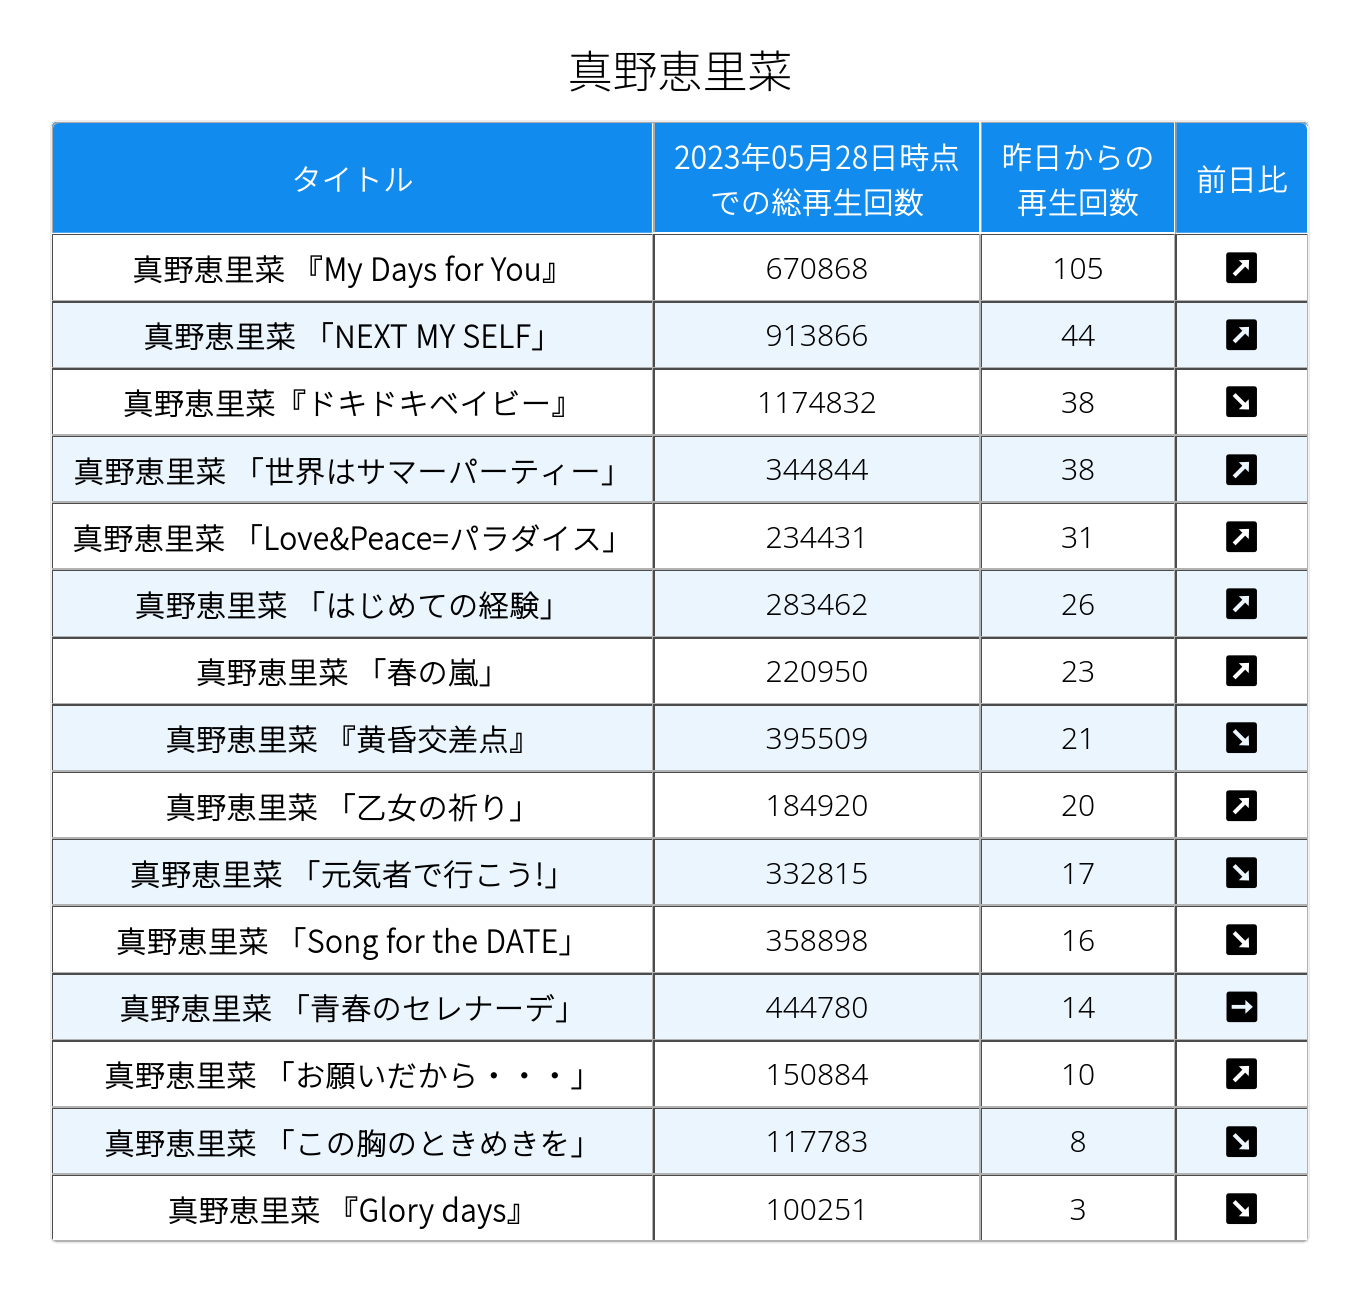 真野恵里菜
タイトル
2023年05月28日時点
での総再生回数
昨日からの
再生回数
前日比
真野恵里菜 『My Days for You』 670868 105 ↗
真野恵里菜 「NEXT MY SELF」 913866 44 ↗
真野恵里菜『ドキドキベイビー』 1174832 38 ↘
真野恵里菜 「世界はサマーパーティー」 344844 38 ↗
真野恵里菜 「Love&Peace=パラダイス」 234431 31 ↗
真野恵里菜 「はじめての経験」 283462 26 ↗
真野恵里菜 「春の嵐」 220950 23 ↗
真野恵里菜 『黄昏交差点』 395509 21 ↘
真野恵里菜 「乙女の祈り」 184920 20 ↗
真野恵里菜 「元気者で行こう!」 332815 17 ↘
真野恵里菜 「Song for the DATE」 358898 16 ↘
真野恵里菜 「青春のセレナーデ」 444780 14 →
真野恵里菜 「お願いだから・・・」 150884 10 ↗
真野恵里菜 「この胸のときめきを」 117783 8 ↘
真野恵里菜 『Glory days』 100251 3 ↘